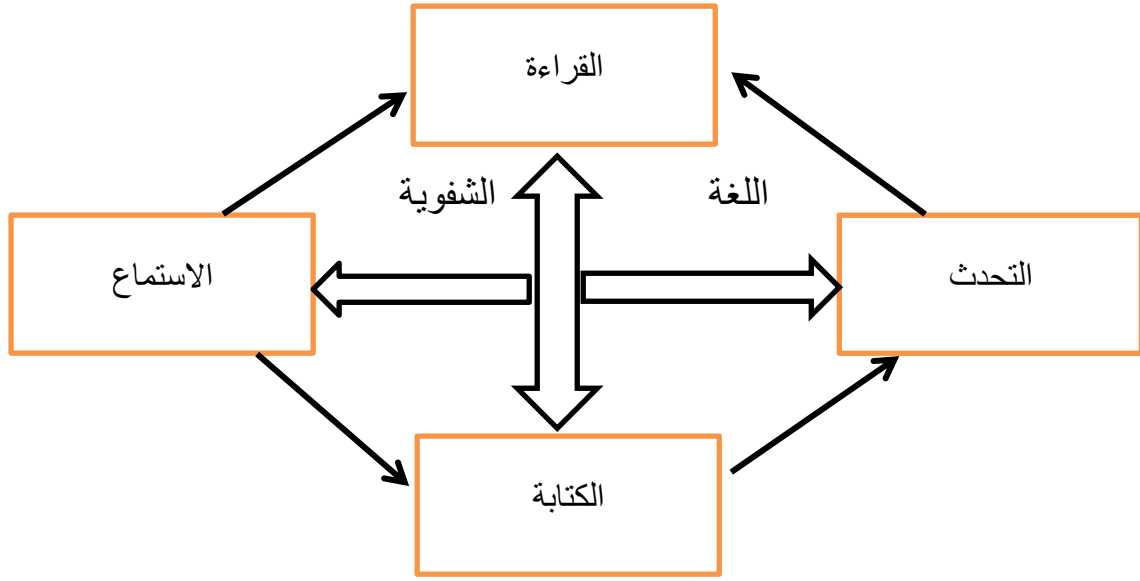 القراءة
اللغة
الشفوية
التحدث
الاستماع
الكتابة